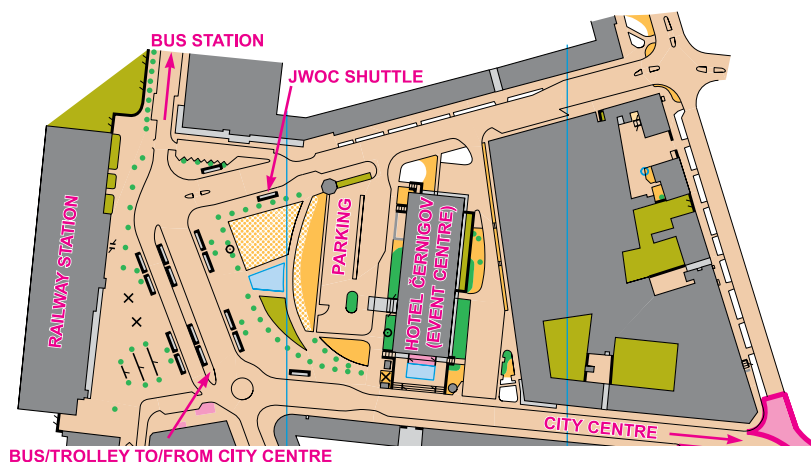 BUS STATION
JWOC SHUTTLE
RAILWAY STATION
PARKING
HOTEL ČERNIGOV
(EVENT CENTRE)
CITY CENTRE
BUS/TROLLEY TO/FROM CITY CENTRE